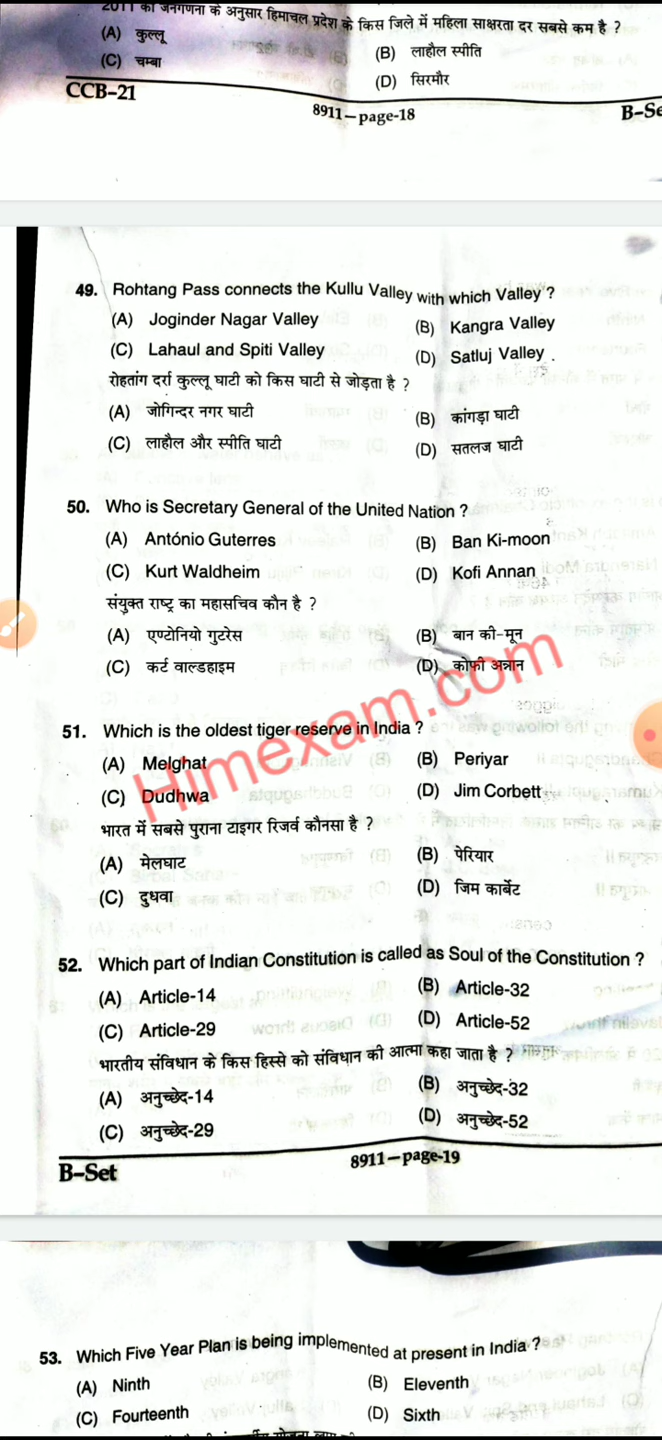 2011 की जनगणना के अनुसार हिमाचल प्रदेश के किस जिले में महिला साक्षरता दर सबसे कम है ?
(A) कुल्लू
(B) लाहौल स्पीति
(C) चम्बा
(D) सिरमौर
CCB-21
8911–page-18
B-Se
49. Rohtang Pass connects the Kullu Valley with which Valley ?
(A) Joginder Nagar Valley
(B) Kangra Valley
(C) Lahaul and Spiti Valley
(D) Satluj Valley .
रोहतांग दर्रा कुल्लू घाटी को किस घाटी से जोड़ता है ?
(A) जोगिन्दर नगर घाटी
(B) कांगड़ा घाटी
(C) लाहौल और स्पीति घाटी
(D) सतलज घाटी
50. Who is Secretary General of the United Nation ?
(A) António Guterres
(B) Ban Ki-moon
(C) Kurt Waldheim
(D) Kofi Annan
संयुक्त राष्ट्र का महासचिव कौन है ?
(A) एण्टोनियो गुटरेस
(B) बान की-मून
(C) कर्ट वाल्डहाइम
(D) कोफी अन्नान
Himexam.com
51. Which is the oldest tiger reserve in India ?
(A) Melghat
(B) Periyar
(C) Dudhwa
(D) Jim Corbett
भारत में सबसे पुराना टाइगर रिजर्व कौनसा है ?
(A) मेलघाट
(B) पेरियार
(C) दुधवा
(D) जिम कार्बेट
52. Which part of Indian Constitution is called as Soul of the Constitution ?
(A) Article-14
(B) Article-32
(C) Article-29
(D) Article-52
भारतीय संविधान के किस हिस्से को संविधान की आत्मा कहा जाता है ?
(A) अनुच्छेद-14
(B) अनुच्छेद-32
(C) अनुच्छेद-29
(D) अनुच्छेद-52
B-Set
8911–page-19
53. Which Five Year Plan is being implemented at present in India ?
(A) Ninth
(B) Eleventh
(C) Fourteenth
(D) Sixth